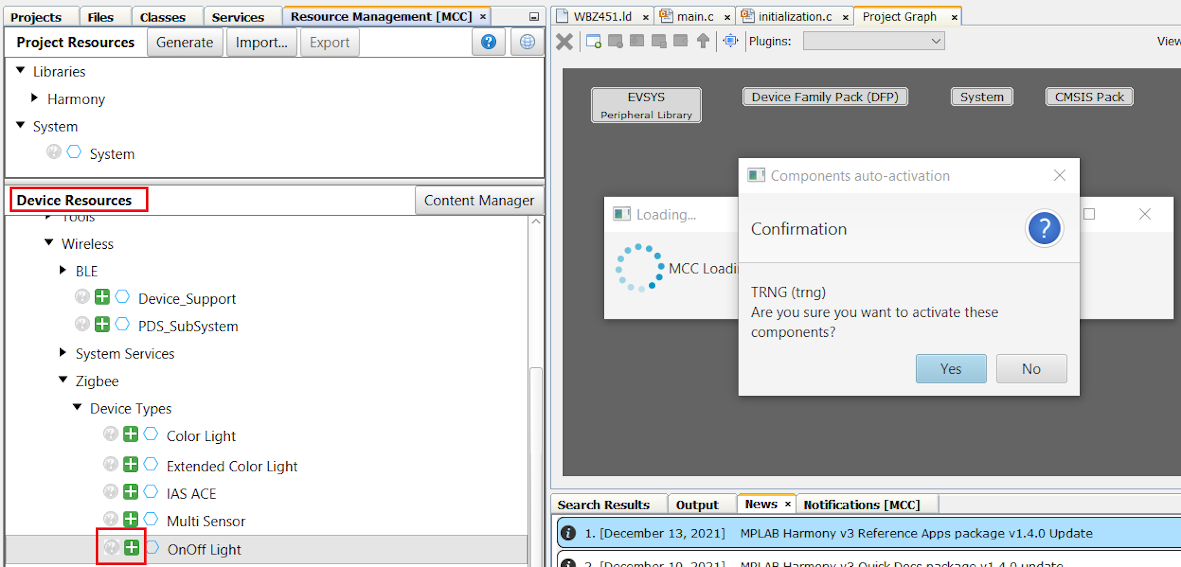 Projects Files Classes Services Resource Management [MCC] ×
Project Resources Generate Import... Export
Libraries
Harmony
System
System
Device Resources Content Manager
Tools
Wireless
BLE
Device_Support
PDS_SubSystem
System Services
Zigbee
Device Types
Color Light
Extended Color Light
IAS ACE
Multi Sensor
OnOff Light
WBZ451.ld × main.c × initialization.c × Project Graph ×
Plugins: View
EVSYS
Peripheral Library
Device Family Pack (DFP)
System
CMSIS Pack
Loading...
MCC Loadi
Components auto-activation
Confirmation
TRNG (trng)
Are you sure you want to activate these
components?
Yes No
Search Results Output News × Notifications [MCC]
1. [December 13, 2021] MPLAB Harmony v3 Reference Apps package v1.4.0 Update
2. [December 10, 2021] MPLAB Harmony v3 Quick Docs package v1.4.0 update